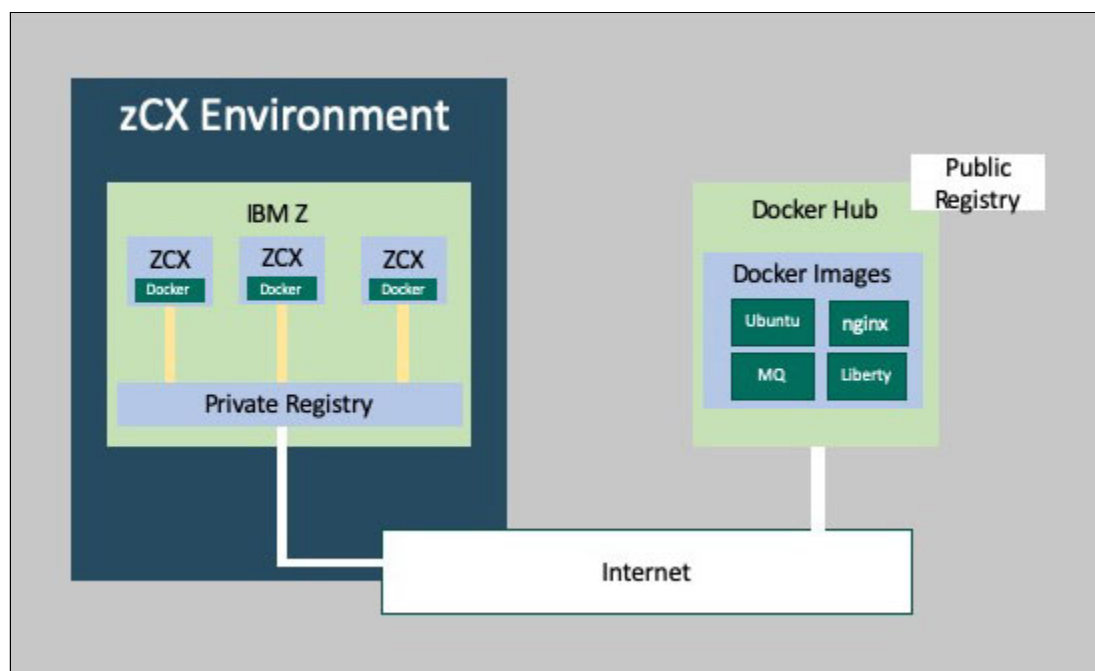 zCX Environment
IBM Z
ZCX
Docker
ZCX
Docker
ZCX
Docker
Private Registry
Public
Registry
Docker Hub
Docker Images
Ubuntu
nginx
MQ
Liberty
Internet